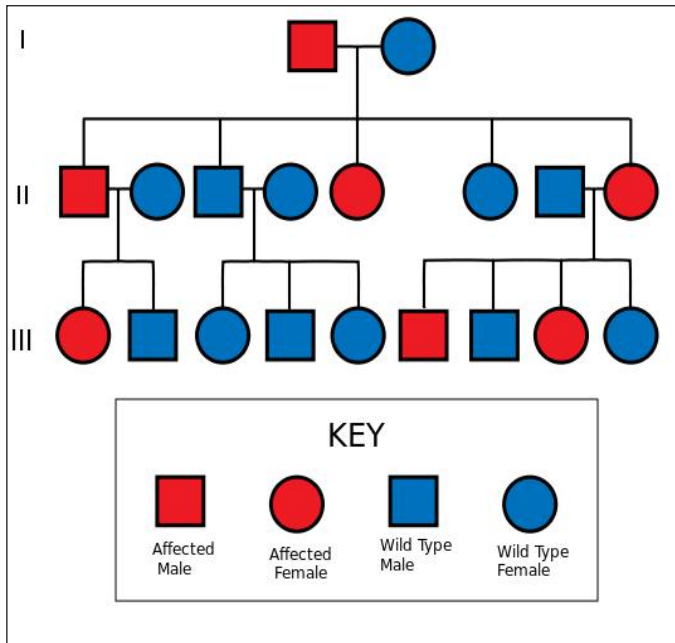 I
II
III
KEY
Affected
Male
Affected
Female
Wild Type
Male
Wild Type
Female